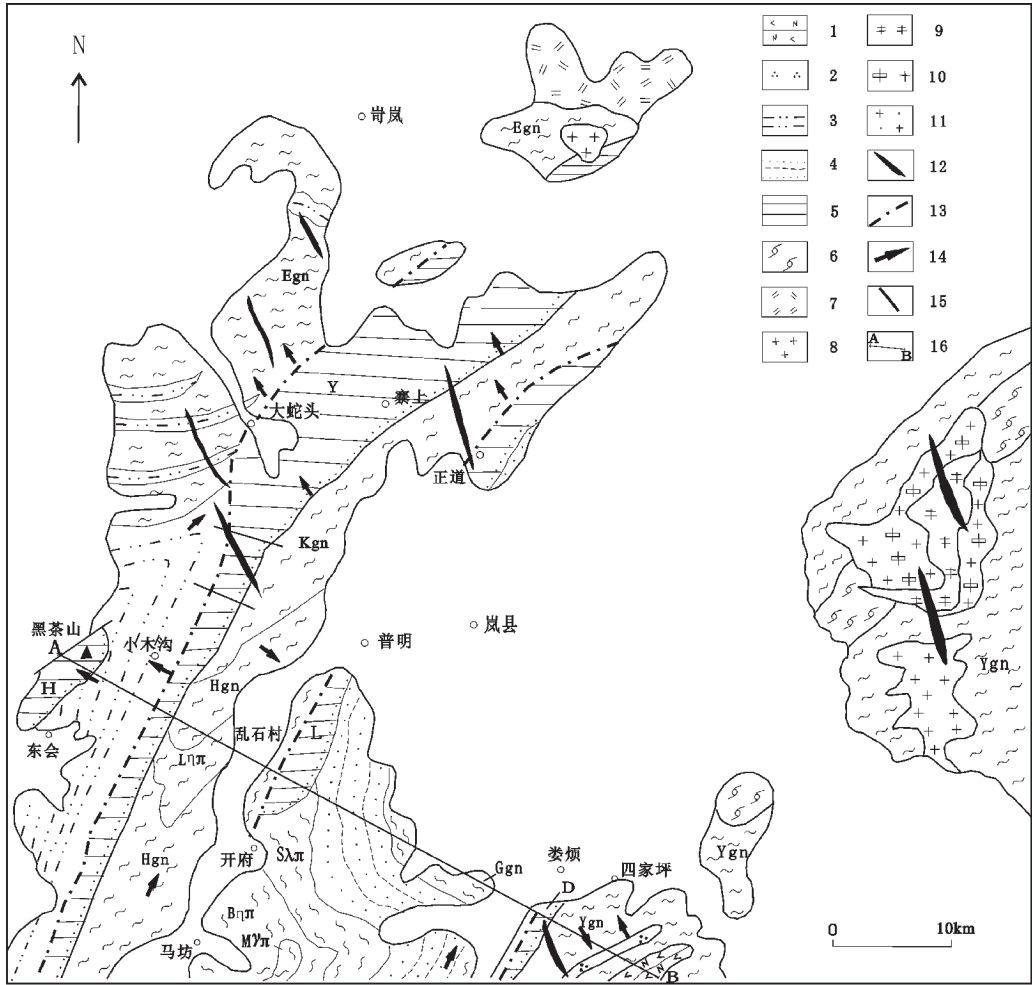 N
岢岚
Egn
Egn
Y
寨上
大蛇头
正道
Kgn
黑茶山
A
小木沟
H
东会
普明
岚县
Hgn
乱石村
L
Lηπ
Ygn
Hgn
开府
Sλπ
Ggn
娄烦
D
四家坪
Ygn
Ygn
Bηπ
Mγπ
马坊
B
0 10km
1 9
2 10
3 11
4 12
5 13
6 14
7 15
8 A B 16